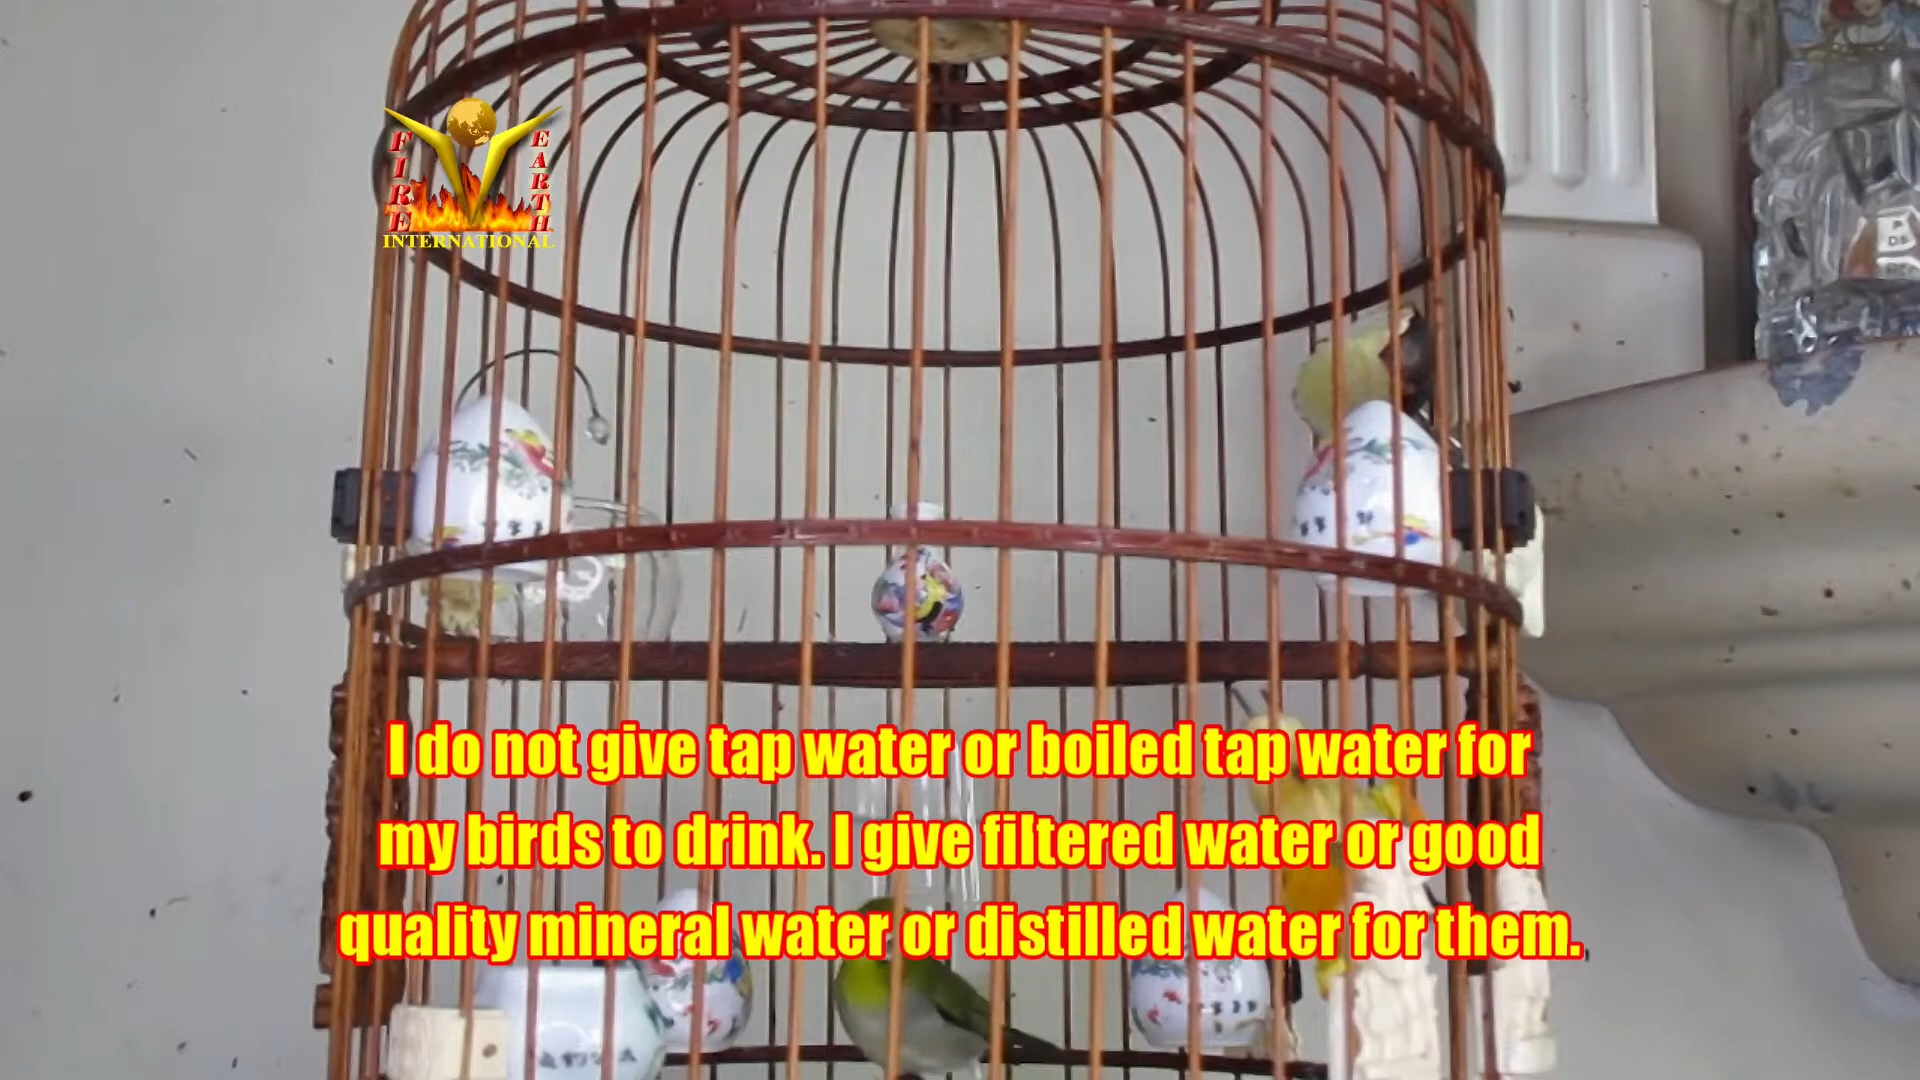 FIRE
EARTH
INTERNATIONAL
I do not give tap water or boiled tap water for
my birds to drink. I give filtered water or good
quality mineral water or distilled water for them.